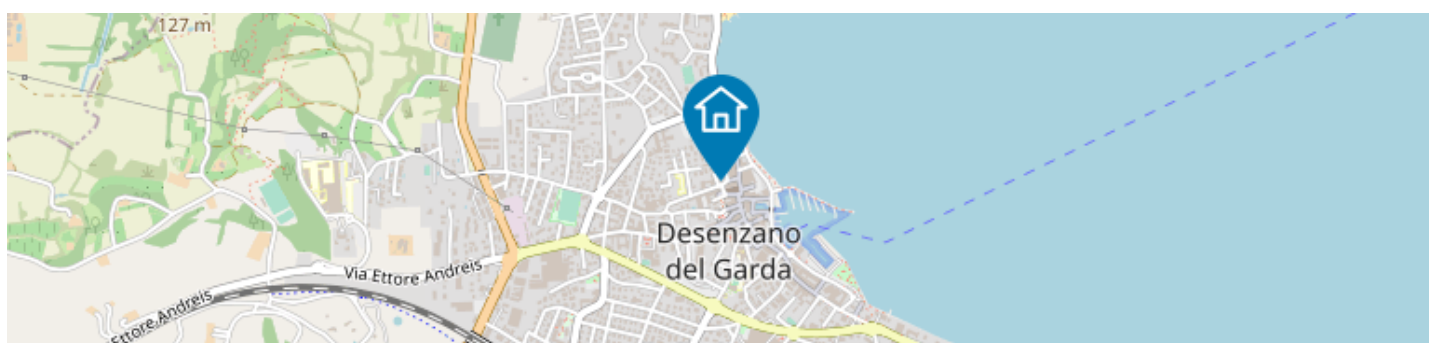 127 m
Desenzano
del Garda
Via Ettore Andreis
Ettore Andreis